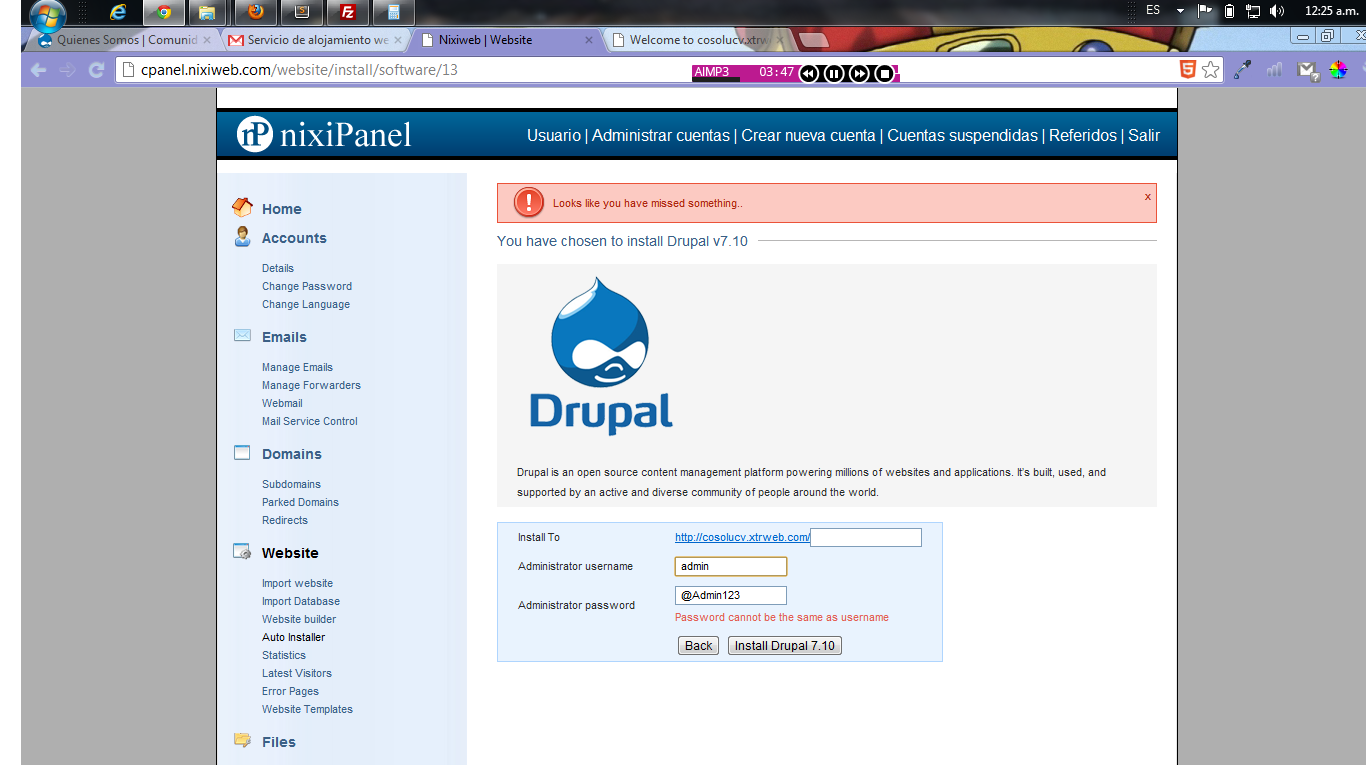 ES
12:25 a.m.
Quienes Somos | Comunid
Servicio de alojamiento we
Nixiweb | Website
Welcome to cosolucv.xtrw
cpanel.nixiweb.com/website/install/software/13
AIMP3 03:47
nixiPanel
Usuario | Administrar cuentas | Crear nueva cuenta | Cuentas suspendidas | Referidos | Salir
Home
Accounts
Details
Change Password
Change Language
Emails
Manage Emails
Manage Forwarders
Webmail
Mail Service Control
Domains
Subdomains
Parked Domains
Redirects
Website
Import website
Import Database
Website builder
Auto Installer
Statistics
Latest Visitors
Error Pages
Website Templates
Files
Looks like you have missed something..
x
You have chosen to install Drupal v7.10
Drupal
Drupal is an open source content management platform powering millions of websites and applications. It's built, used, and
supported by an active and diverse community of people around the world.
Install To http://cosolucv.xtrweb.com/
Administrator username admin
Administrator password @Admin123
Password cannot be the same as username
Back Install Drupal 7.10